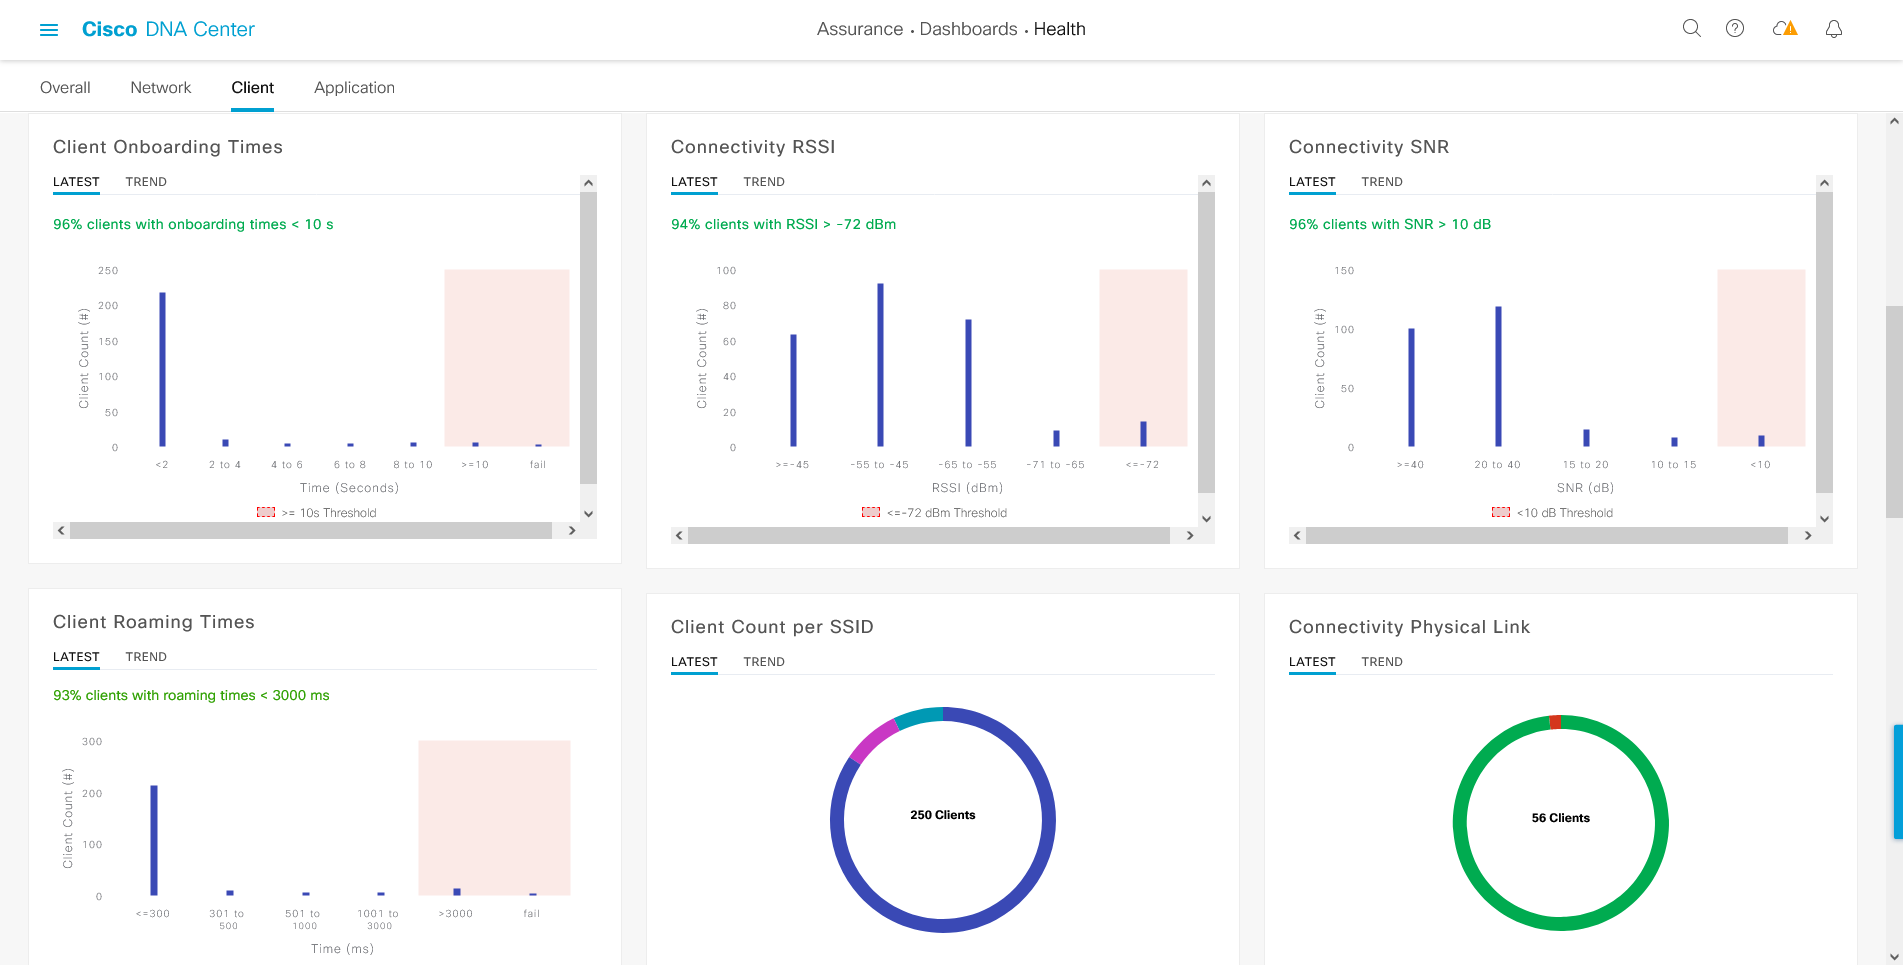 Cisco DNA Center
Assurance · Dashboards · Health
Overall Network Client Application
Client Onboarding Times
LATEST TREND
96% clients with onboarding times < 10 s
250
200
150
100
50
0
Client Count (#)
<2 2 to 4 4 to 6 6 to 8 8 to 10 >=10 fail
Time (Seconds)
>= 10s Threshold
Connectivity RSSI
LATEST TREND
94% clients with RSSI > -72 dBm
100
80
60
40
20
0
Client Count (#)
>=-45 -55 to -45 -65 to -55 -71 to -65 <=-72
RSSI (dBm)
<=-72 dBm Threshold
Connectivity SNR
LATEST TREND
96% clients with SNR > 10 dB
150
100
50
0
Client Count (#)
>=40 20 to 40 15 to 20 10 to 15 <10
SNR (dB)
<10 dB Threshold
Client Roaming Times
LATEST TREND
93% clients with roaming times < 3000 ms
300
200
100
0
Client Count (#)
<=300 301 to 501 to 1001 to >3000 fail
500 1000 3000
Time (ms)
Client Count per SSID
LATEST TREND
250 Clients
Connectivity Physical Link
LATEST TREND
56 Clients